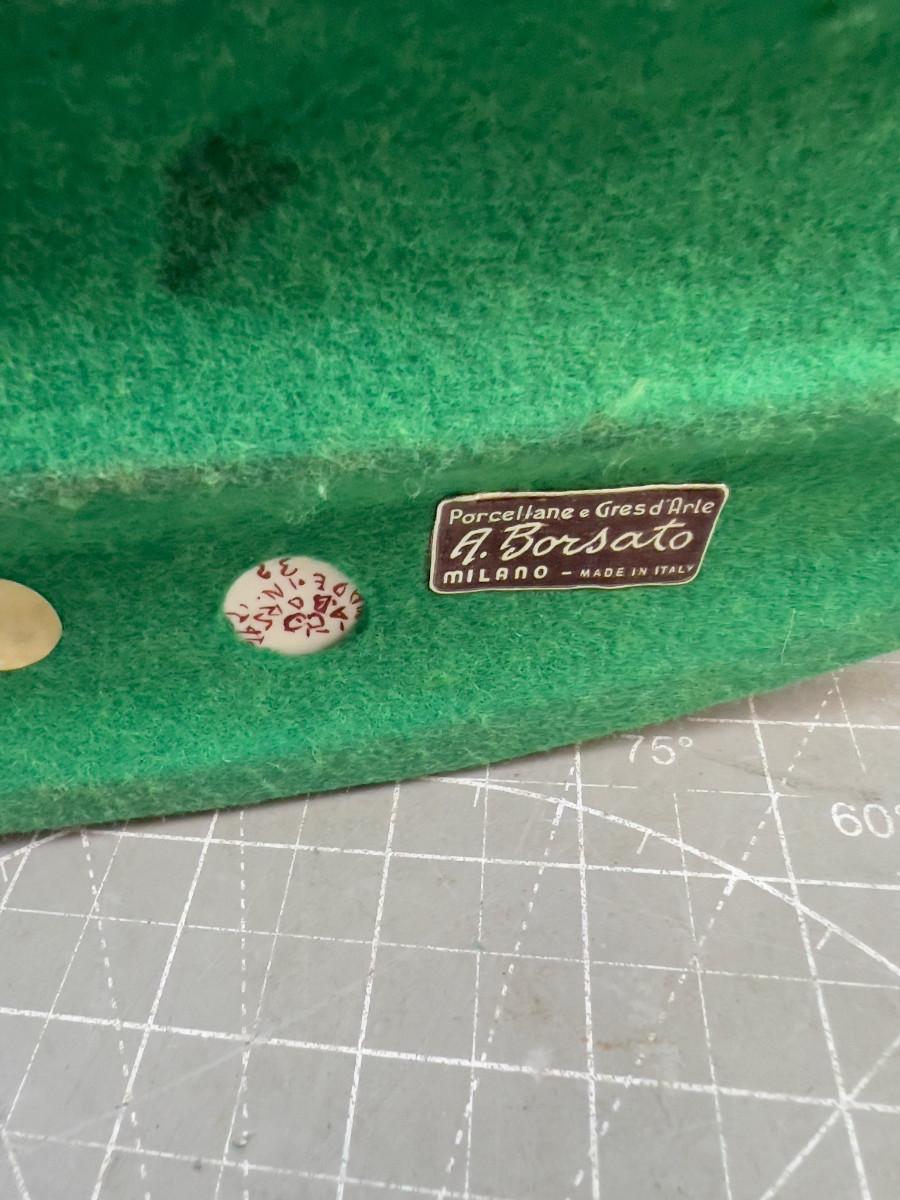 Porcellane e Gres d'Arte
A. Borsato
MILANO - MADE IN ITALY
75°
60°